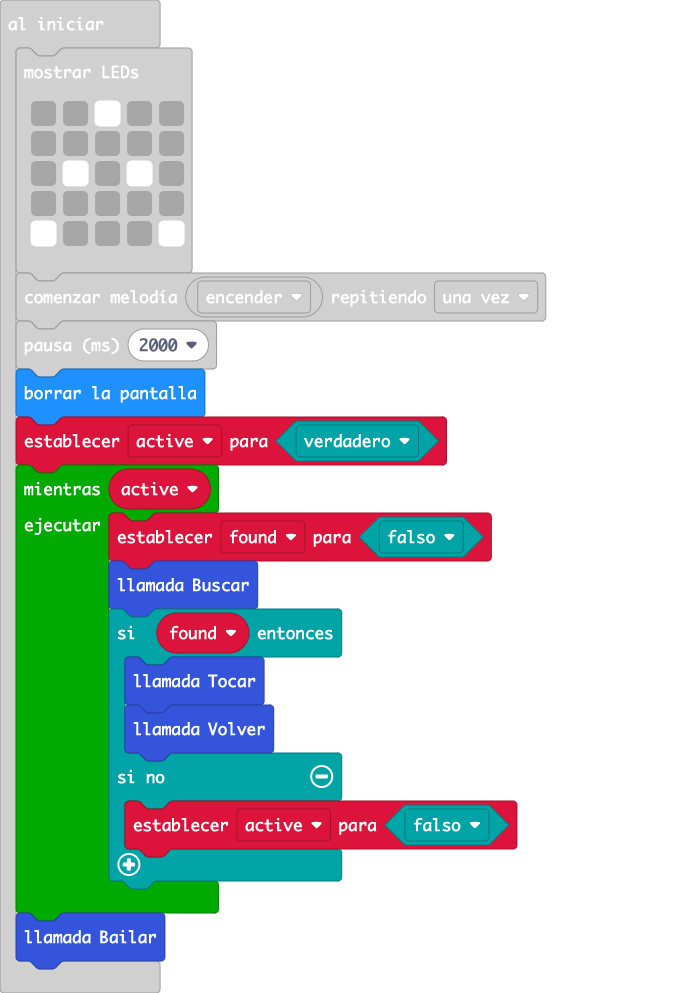 al iniciar
mostrar LEDs
comenzar melodía encender repitiendo una vez
pausa (ms) 2000
borrar la pantalla
establecer active para verdadero
mientras active
ejecutar
establecer found para falso
llamada Buscar
si found entonces
llamada Tocar
llamada Volver
si no
establecer active para falso
llamada Bailar